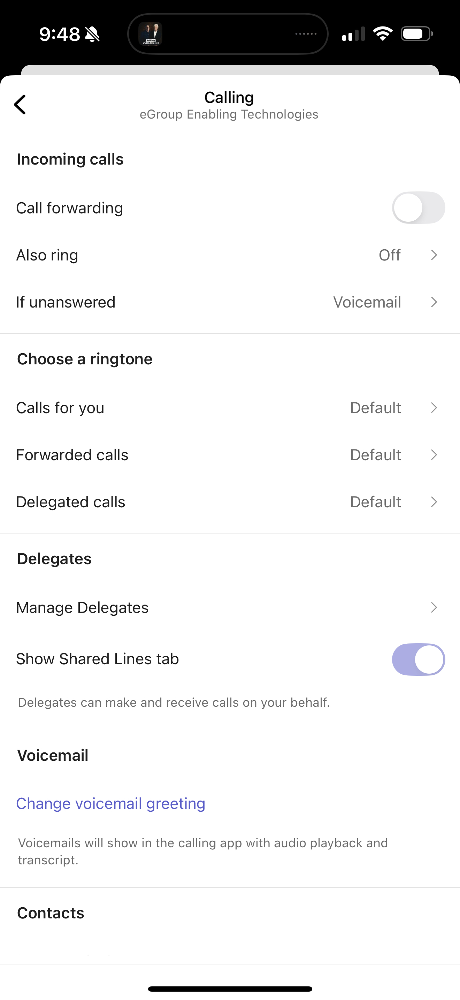 9:48
talking
DATELINE
Calling
eGroup Enabling Technologies
Incoming calls
Call forwarding
Also ring Off
If unanswered Voicemail
Choose a ringtone
Calls for you Default
Forwarded calls Default
Delegated calls Default
Delegates
Manage Delegates
Show Shared Lines tab
Delegates can make and receive calls on your behalf.
Voicemail
Change voicemail greeting
Voicemails will show in the calling app with audio playback and
transcript.
Contacts